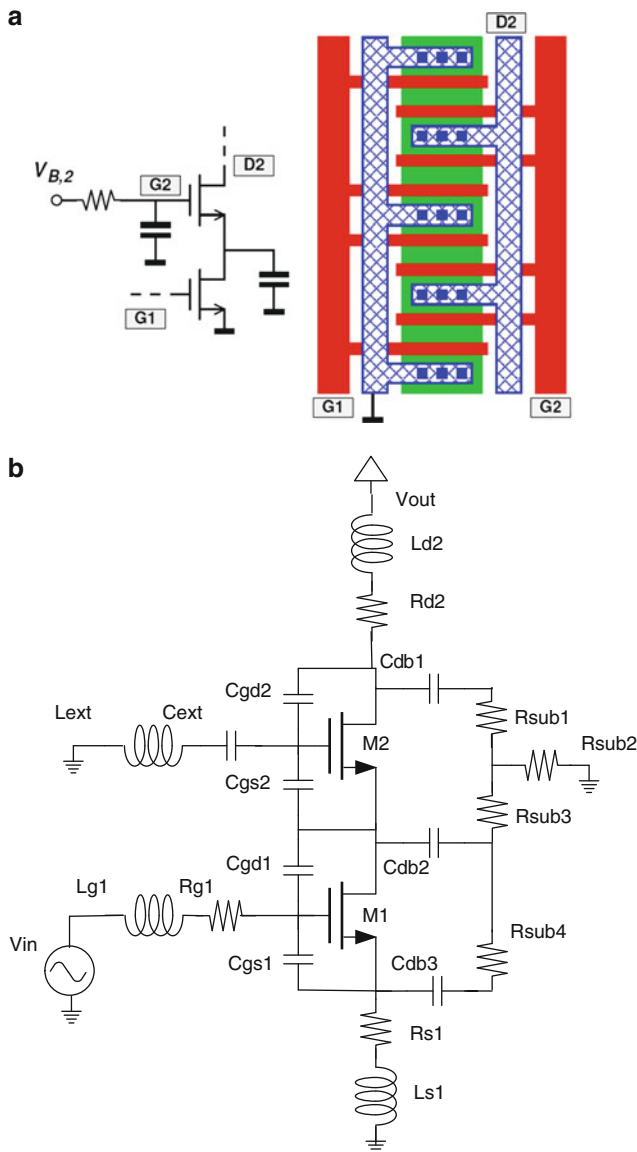 a
D2
V_{B,2}
G2
D2
G1
G1
G2
b
Vout
Ld2
Rd2
Cdb1
Cgd2
Lext
Cext
Rsub1
M2
Rsub2
Cgs2
Rsub3
Cgd1
Cdb2
Lg1
Rg1
M1
Vin
Rsub4
Cgs1
Cdb3
Rs1
Ls1